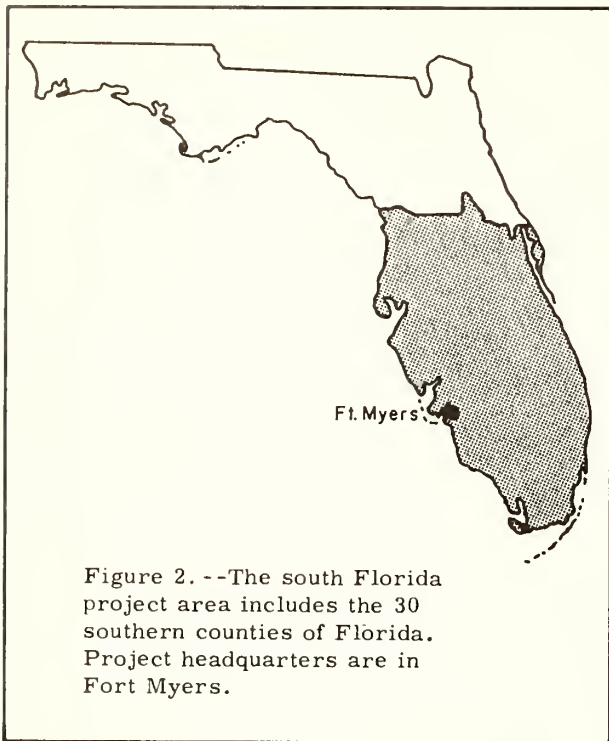 Ft. Myers
Figure 2. --The south Florida
project area includes the 30
southern counties of Florida.
Project headquarters are in
Fort Myers.